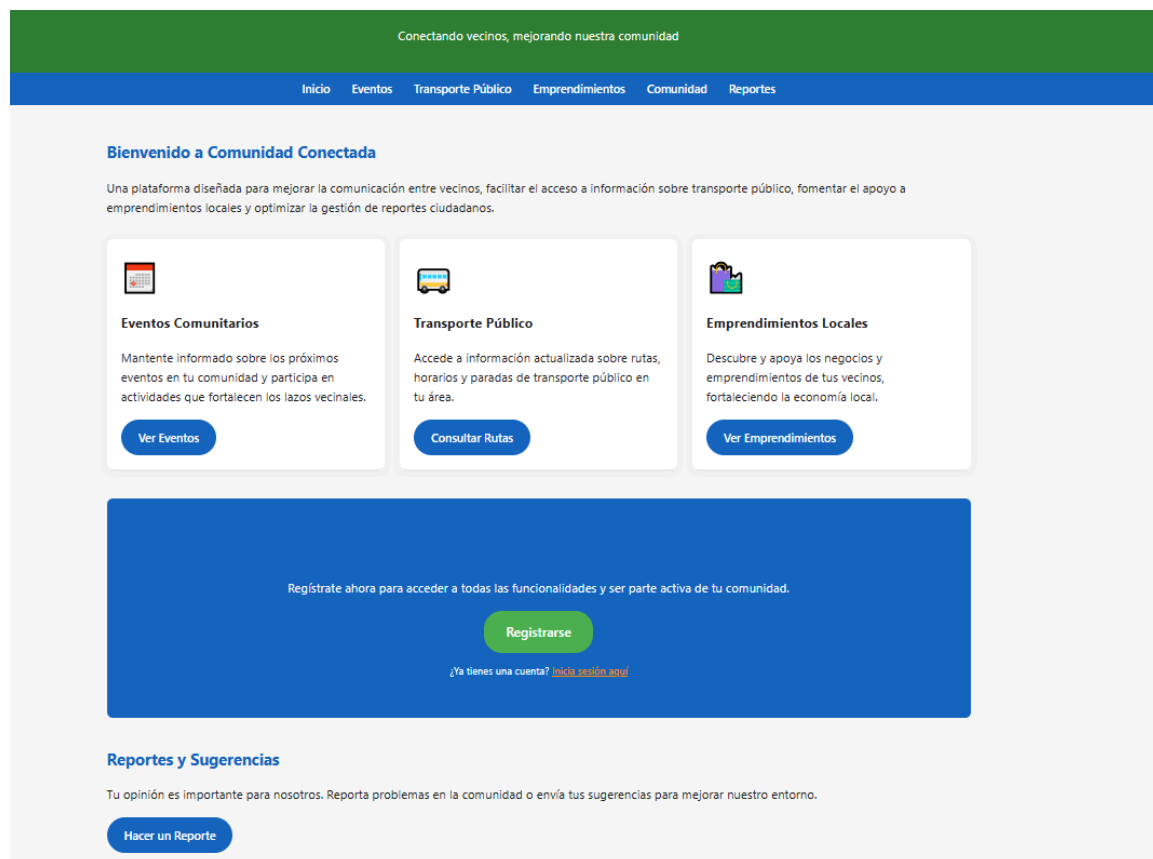 Conectando vecinos, mejorando nuestra comunidad
Inicio Eventos Transporte Público Emprendimientos Comunidad Reportes
Bienvenido a Comunidad Conectada
Una plataforma diseñada para mejorar la comunicación entre vecinos, facilitar el acceso a información sobre transporte público, fomentar el apoyo a
emprendimientos locales y optimizar la gestión de reportes ciudadanos.
Eventos Comunitarios
Mantente informado sobre los próximos
eventos en tu comunidad y participa en
actividades que fortalecen los lazos vecinales.
Ver Eventos
Transporte Público
Accede a información actualizada sobre rutas,
horarios y paradas de transporte público en
tu área.
Consultar Rutas
Emprendimientos Locales
Descubre y apoya los negocios y
emprendimientos de tus vecinos,
fortaleciendo la economía local.
Ver Emprendimientos
Regístrate ahora para acceder a todas las funcionalidades y ser parte activa de tu comunidad.
Registrarse
¿Ya tienes una cuenta? Inicia sesión aquí
Reportes y Sugerencias
Tu opinión es importante para nosotros. Reporta problemas en la comunidad o envía tus sugerencias para mejorar nuestro entorno.
Hacer un Reporte